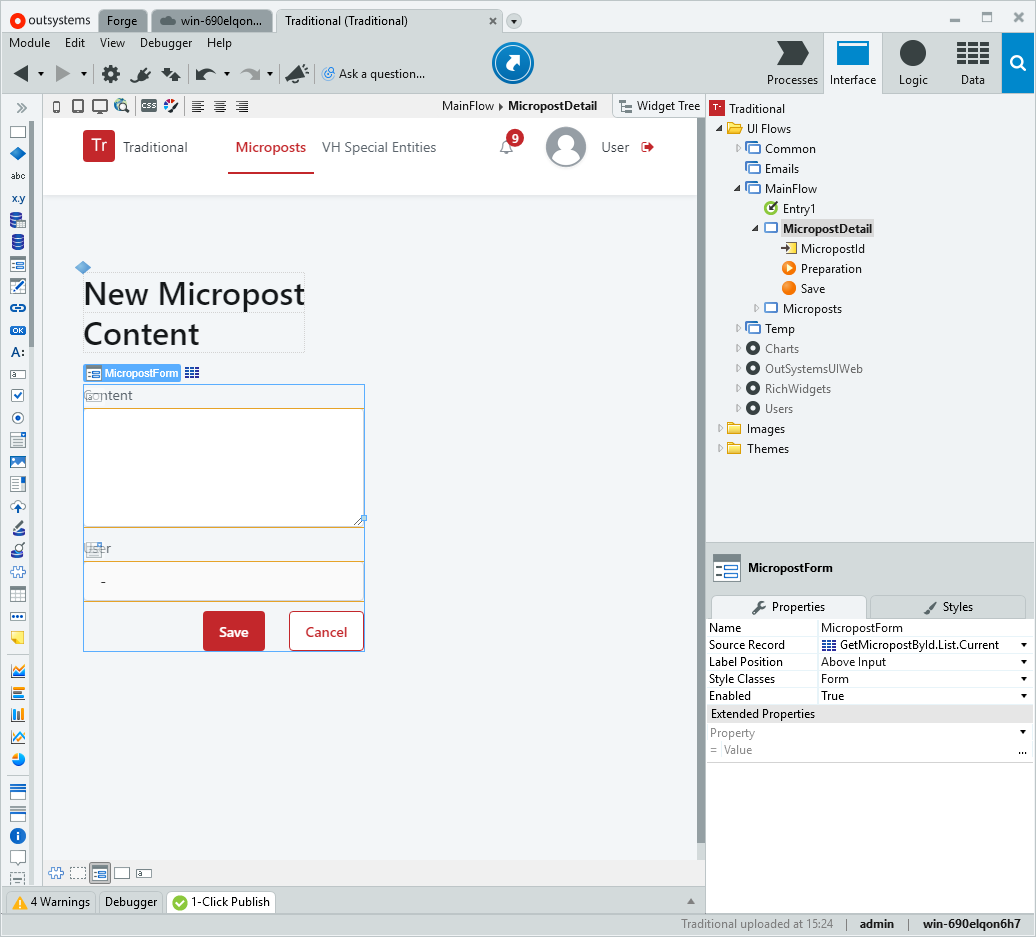 outsystems Forge win-690elqon... Traditional (Traditional)
Module Edit View Debugger Help
Ask a question...
Processes Interface Logic Data
css MainFlow MicropostDetail Widget Tree
Tr Traditional Microposts VH Special Entities 9 User
abc
x.y
OK
A:
New Micropost
Content
MicropostForm
Content
User
-
Save Cancel
T- Traditional
UI Flows
Common
Emails
MainFlow
Entry1
MicropostDetail
MicropostId
Preparation
Save
Microposts
Temp
Charts
OutSystemsUIWeb
RichWidgets
Users
Images
Themes
MicropostForm
Properties Styles
Name MicropostForm
Source Record GetMicropostById.List.Current
Label Position Above Input
Style Classes Form
Enabled True
Extended Properties
Property
= Value ...
4 Warnings Debugger 1-Click Publish
Traditional uploaded at 15:24 | admin | win-690elqon6h7